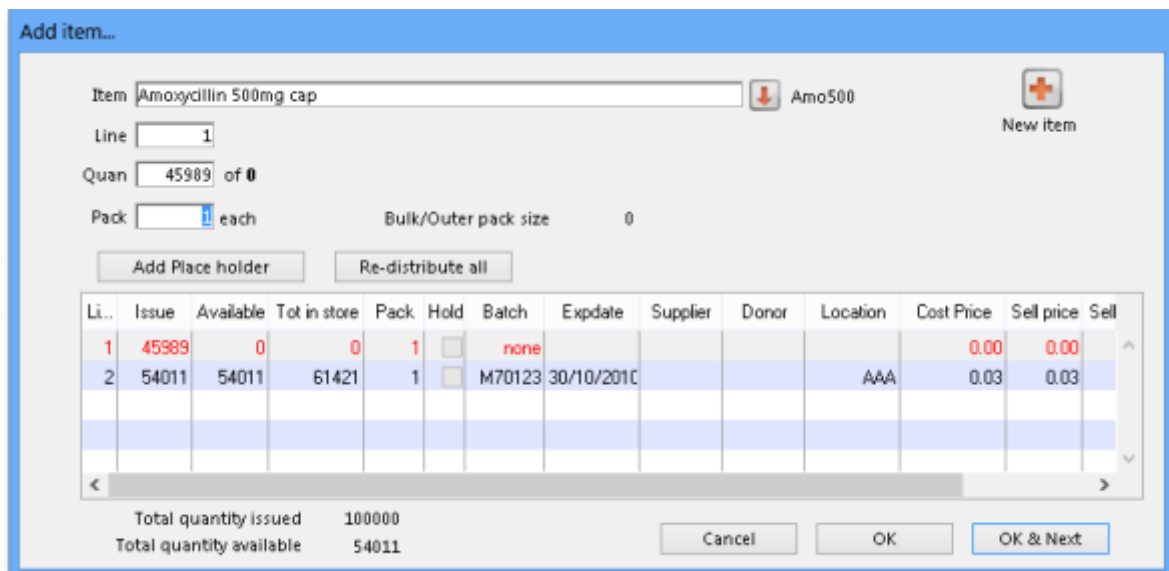 Add item...
Item Amoxycillin 500mg cap Amo500
New item
Line 1
Quan 45989 of 0
Pack 1 each Bulk/Outer pack size 0
Add Place holder Re-distribute all
Li... Issue Available Tot in store Pack Hold Batch Expdate Supplier Donor Location Cost Price Sell price Sell
1 45989 0 0 1 none 0.00 0.00
2 54011 54011 61421 1 M70123 30/10/2010 AAA 0.03 0.03
Total quantity issued 100000
Total quantity available 54011
Cancel OK OK & Next